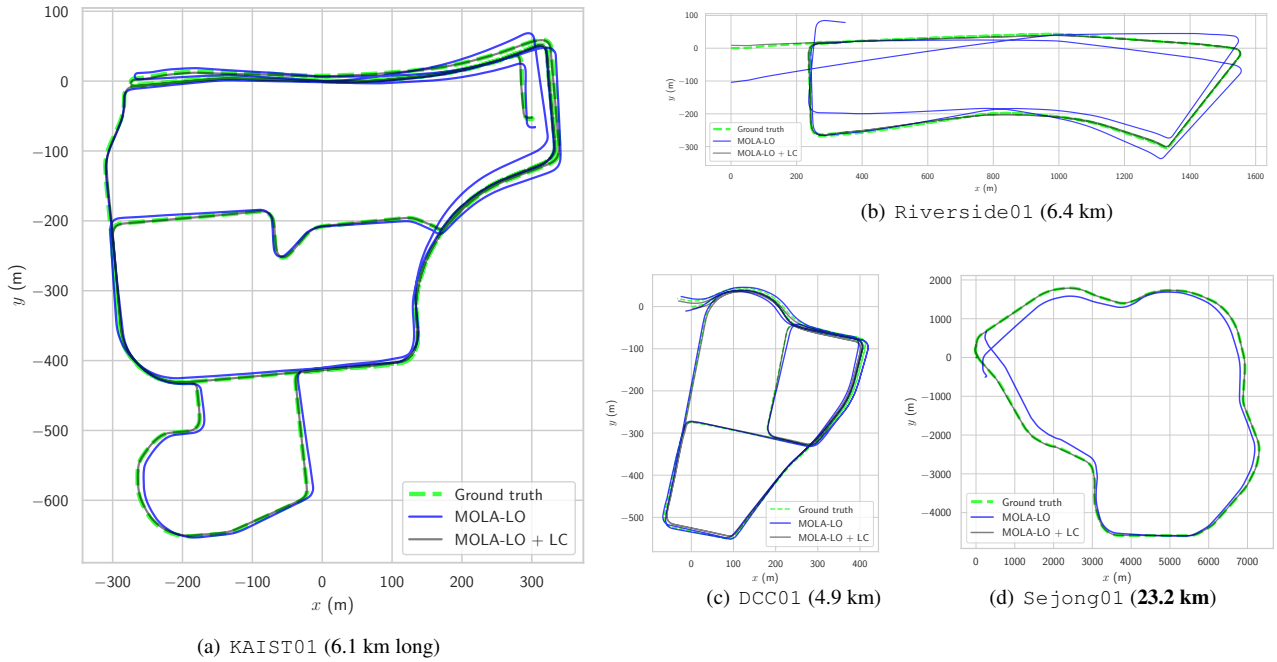 100
0
−100
−200
−300
−400
−500
−600
y (m)
−300
−200
−100
0
100
200
300
x (m)
Ground truth
MOLA-LO
MOLA-LO + LC
(a) KAIST01 (6.1 km long)
100
0
−100
−200
−300
y (m)
0
200
400
600
800
1000
1200
1400
1600
x (m)
Ground truth
MOLA-LO
MOLA-LO + LC
(b) Riverside01 (6.4 km)
0
−100
−200
−300
−400
−500
y (m)
0
100
200
300
400
x (m)
Ground truth
MOLA-LO
MOLA-LO + LC
(c) DCC01 (4.9 km)
2000
1000
0
−1000
−2000
−3000
−4000
y (m)
0
1000
2000
3000
4000
5000
6000
7000
x (m)
Ground truth
MOLA-LO
MOLA-LO + LC
(d) Sejong01 (23.2 km)